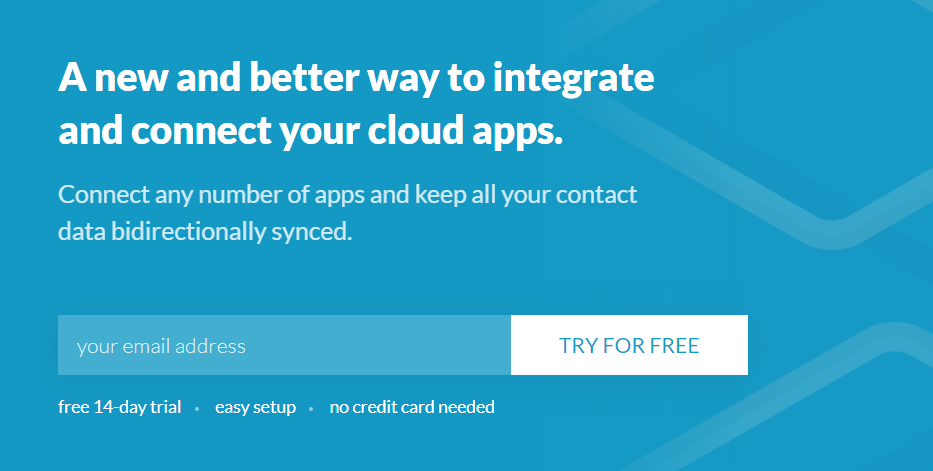 A new and better way to integrate
and connect your cloud apps.
Connect any number of apps and keep all your contact
data bidirectionally synced.
your email address
TRY FOR FREE
free 14-day trial • easy setup • no credit card needed